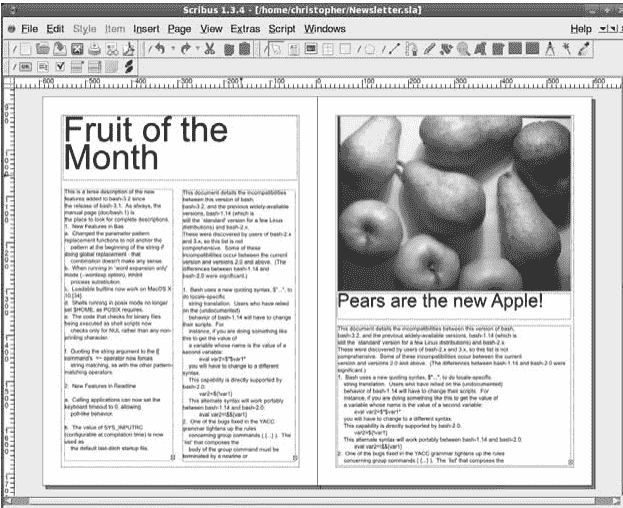 Scribus 1.3.4 - [/home/christopher/Newsletter.sla]
File Edit Style Item Insert Page View Extras Script Windows Help
Fruit of the
Month
This is a terse description of the new
features added to bash-3.2 since
the release of bash-3.1. As always, the
manual page (doc/bash.1) is
the place to look for complete descriptions.
1. New Features in Bas
a. Changed the parameter pattern
replacement functions to not anchor the
pattern at the beginning of the string if
doing global replacement - that
combination doesn't make any sense.
b. When running in 'word expansion only'
mode (--wordexp option), inhibit
process substitution.
c. Loadable builtins now work on MacOS X
10.[34].
d. Shells running in posix mode no longer
set $HOME, as POSIX requires.
e. The code that checks for binary files
being executed as shell scripts now
checks only for NUL rather than any non-
printing character.
f. Quoting the string argument to the [[
command's =~ operator now forces
string matching, as with the other pattern-
matching operators.
2. New Features in Readline
a. Calling applications can now set the
keyboard timeout to 0, allowing
poll-like behavior.
b. The value of SYS_INPUTRC
(configurable at compilation time) is now
used as
the default last-ditch startup file.
This document details the incompatibilities
between this version of bash,
bash-3.2, and the previous widely-available
versions, bash-1.14 (which is
still the 'standard' version for a few Linux
distributions) and bash-2.x.
These were discovered by users of bash-2.x
and 3.x, so this list is not
comprehensive. Some of these
incompatibilities occur between the current
version and versions 2.0 and above. (The
differences between bash-1.14 and
bash-2.0 were significant.)
1. Bash uses a new quoting syntax, $"...", to
do locale-specific
string translation. Users who have relied
on the (undocumented)
behavior of bash-1.14 will have to change
their scripts. For
instance, if you are doing something like
this to get the value of
a variable whose name is the value of a
second variable:
eval var2=$"$var1"
you will have to change to a different
syntax.
This capability is directly supported by
bash-2.0:
var2=${!var1}
This alternate syntax will work portably
between bash-1.14 and bash-2.0:
eval var2=\$${var1}
2. One of the bugs fixed in the YACC
grammar tightens up the rules
concerning group commands ( {...} ). The
'list' that composes the
body of the group command must be
terminated by a newline or
Pears are the new Apple!
This document details the incompatibilities between this version of bash,
bash-3.2, and the previous widely-available versions, bash-1.14 (which is
still the 'standard' version for a few Linux distributions) and bash-2.x.
These were discovered by users of bash-2.x and 3.x, so this list is not
comprehensive. Some of these incompatibilities occur between the current
version and versions 2.0 and above. (The differences between bash-1.14 and bash-2.0 were
significant.)
1. Bash uses a new quoting syntax, $"...", to do locale-specific
string translation. Users who have relied on the (undocumented)
behavior of bash-1.14 will have to change their scripts. For
instance, if you are doing something like this to get the value of
a variable whose name is the value of a second variable:
eval var2=$"$var1"
you will have to change to a different syntax.
This capability is directly supported by bash-2.0:
var2=${!var1}
This alternate syntax will work portably between bash-1.14 and bash-2.0:
eval var2=\$${var1}
2. One of the bugs fixed in the YACC grammar tightens up the rules
concerning group commands ( {...} ). The 'list' that composes the